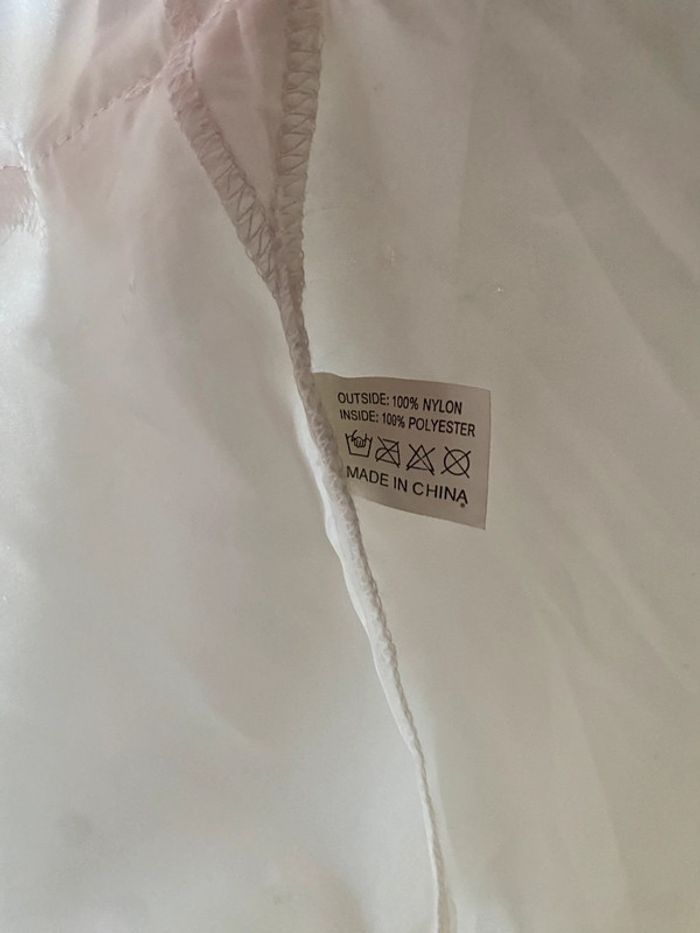 OUTSIDE: 100% NYLON
INSIDE: 100% POLYESTER
MADE IN CHINA